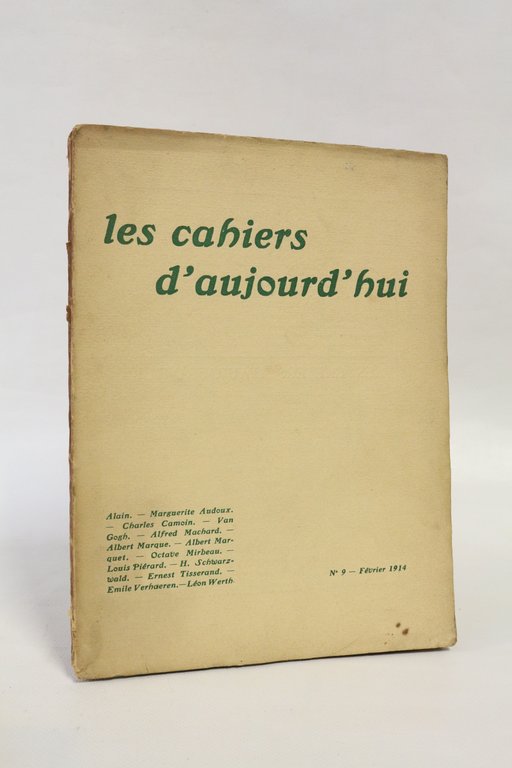 les cahiers
d'aujourd'hui
Alain. — Marguerite Audoux.
— Charles Camoin. — Van
Gogh. — Alfred Machard. —
Albert Marque. — Albert Mar-
quet. — Octave Mirbeau. —
Louis Piérard. — H. Schwarz-
wald. — Ernest Tisserand. —
Emile Verhaeren. — Léon Werth
N° 9 — Février 1914